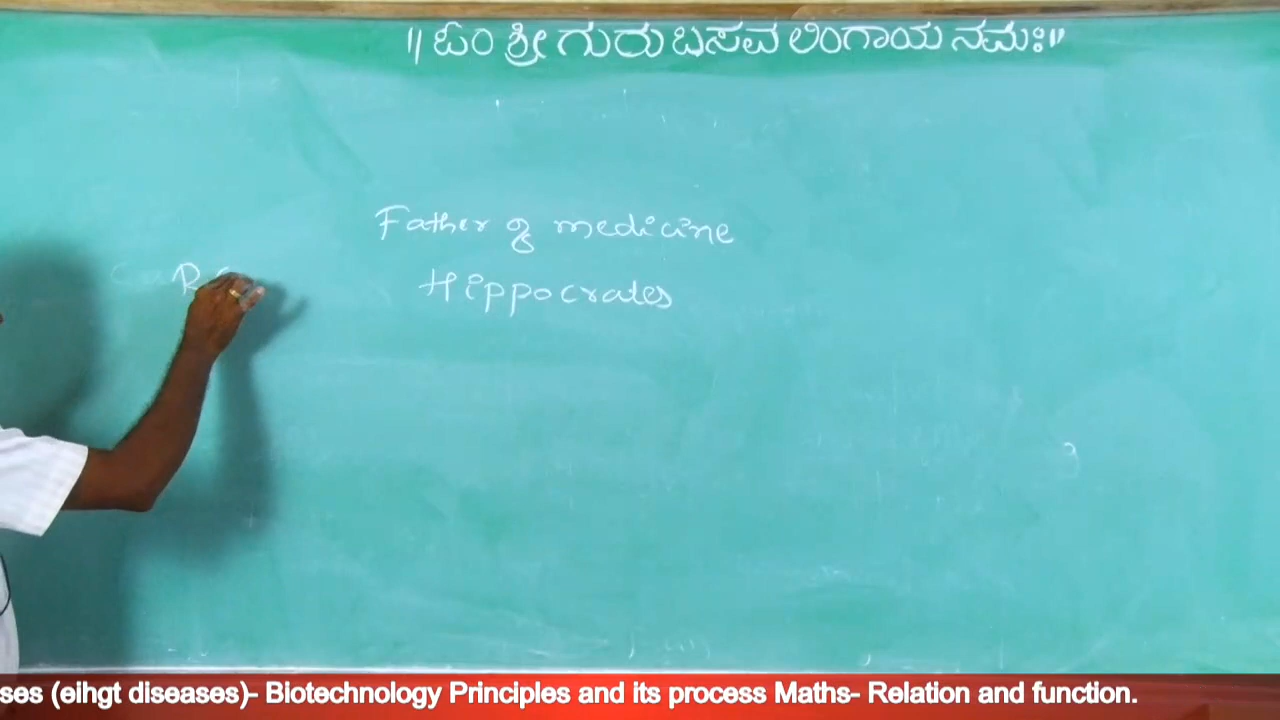 ॥ ಓಂ ಶ್ರೀ ಗುರು ಬಸವ ಲಿಂಗಾಯ ನಮಃ॥
Father of medicine
Hippocrates
ses (eihgt diseases)- Biotechnology Principles and its process Maths- Relation and function.